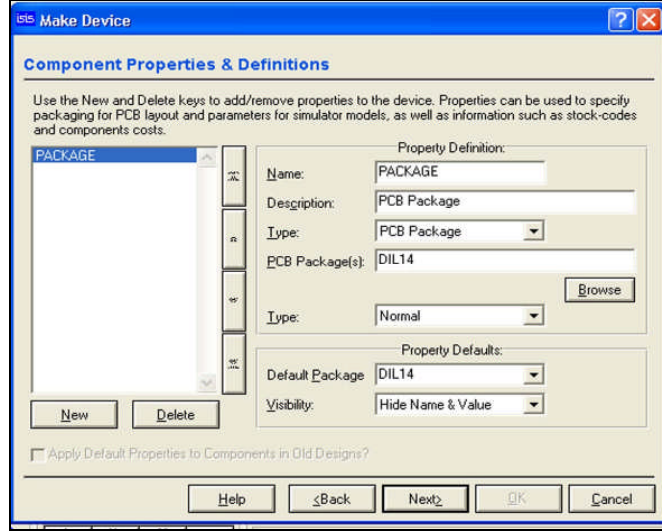 isis Make Device
Component Properties & Definitions
Use the New and Delete keys to add/remove properties to the device. Properties can be used to specify
packaging for PCB layout and parameters for simulator models, as well as information such as stock-codes
and components costs.
PACKAGE
Property Definition:
Name: PACKAGE
Description: PCB Package
Type: PCB Package
PCB Package(s): DIL14
Browse
Type: Normal
Property Defaults:
Default Package DIL14
Visibility: Hide Name & Value
New Delete
Apply Default Properties to Components in Old Designs?
Help <Back Next> OK Cancel